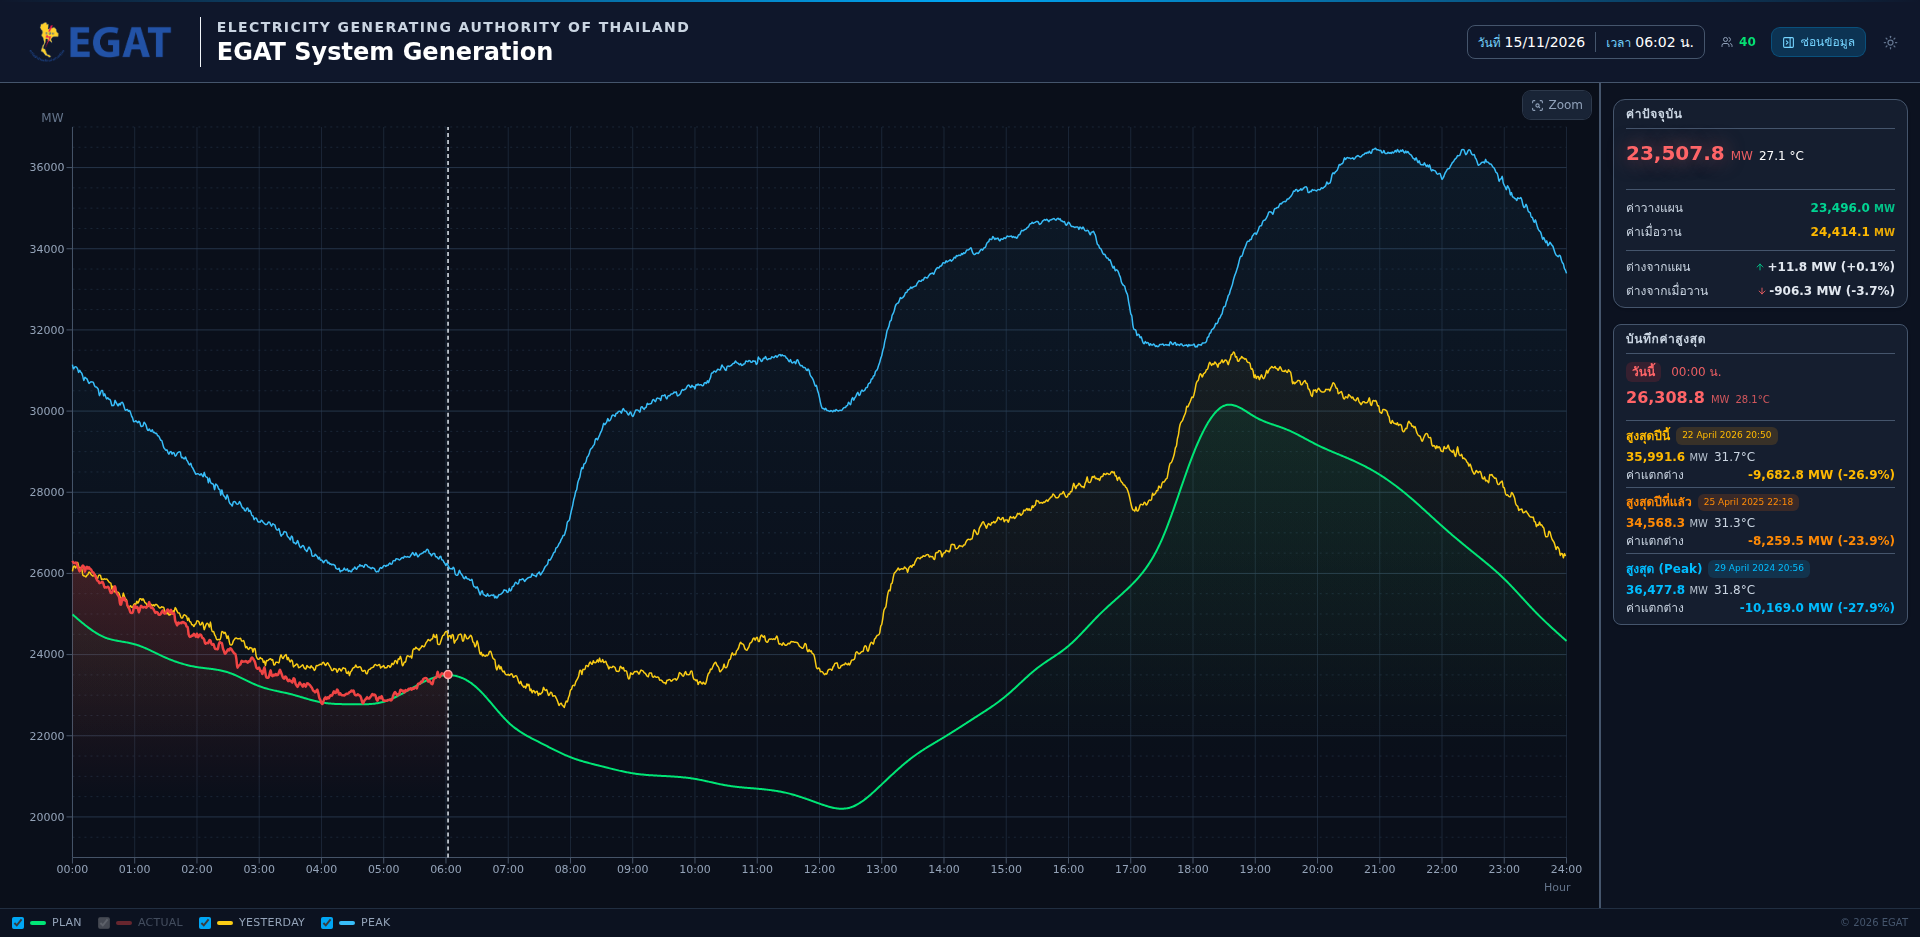 EGAT
ELECTRICITY GENERATING AUTHORITY OF THAILAND
EGAT System Generation
วันที่ 15/11/2026 เวลา 06:02 น.
40
ซ่อนข้อมูล
Zoom
MW
36000
34000
32000
30000
28000
26000
24000
22000
20000
00:00 01:00 02:00 03:00 04:00 05:00 06:00 07:00 08:00 09:00 10:00 11:00 12:00 13:00 14:00 15:00 16:00 17:00 18:00 19:00 20:00 21:00 22:00 23:00 24:00
Hour
ค่าปัจจุบัน
23,507.8 MW 27.1 °C
ค่าวางแผน 23,496.0 MW
ค่าเมื่อวาน 24,414.1 MW
ต่างจากแผน ↑ +11.8 MW (+0.1%)
ต่างจากเมื่อวาน ↓ -906.3 MW (-3.7%)
บันทึกค่าสูงสุด
วันนี้ 00:00 น.
26,308.8 MW 28.1°C
สูงสุดปีนี้ 22 April 2026 20:50
35,991.6 MW 31.7°C
ค่าแตกต่าง -9,682.8 MW (-26.9%)
สูงสุดปีที่แล้ว 25 April 2025 22:18
34,568.3 MW 31.3°C
ค่าแตกต่าง -8,259.5 MW (-23.9%)
สูงสุด (Peak) 29 April 2024 20:56
36,477.8 MW 31.8°C
ค่าแตกต่าง -10,169.0 MW (-27.9%)
PLAN ACTUAL YESTERDAY PEAK
© 2026 EGAT